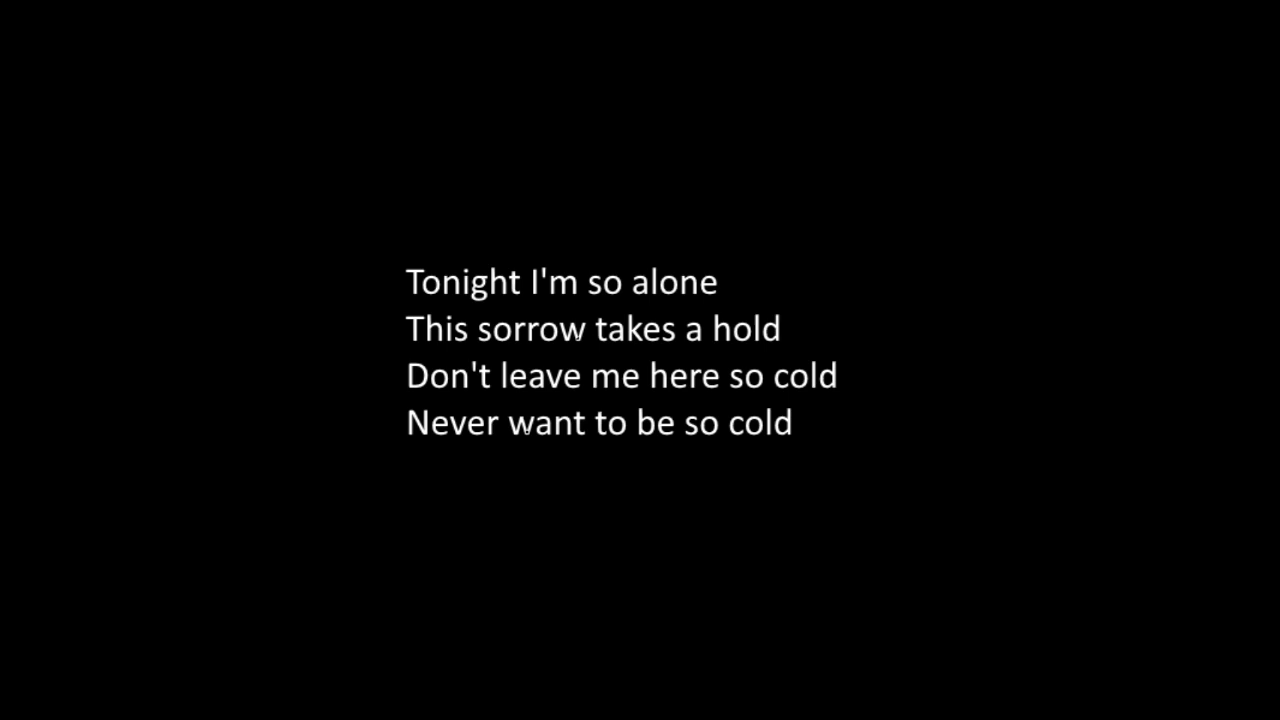 Tonight I'm so alone
This sorrow takes a hold
Don't leave me here so cold
Never want to be so cold